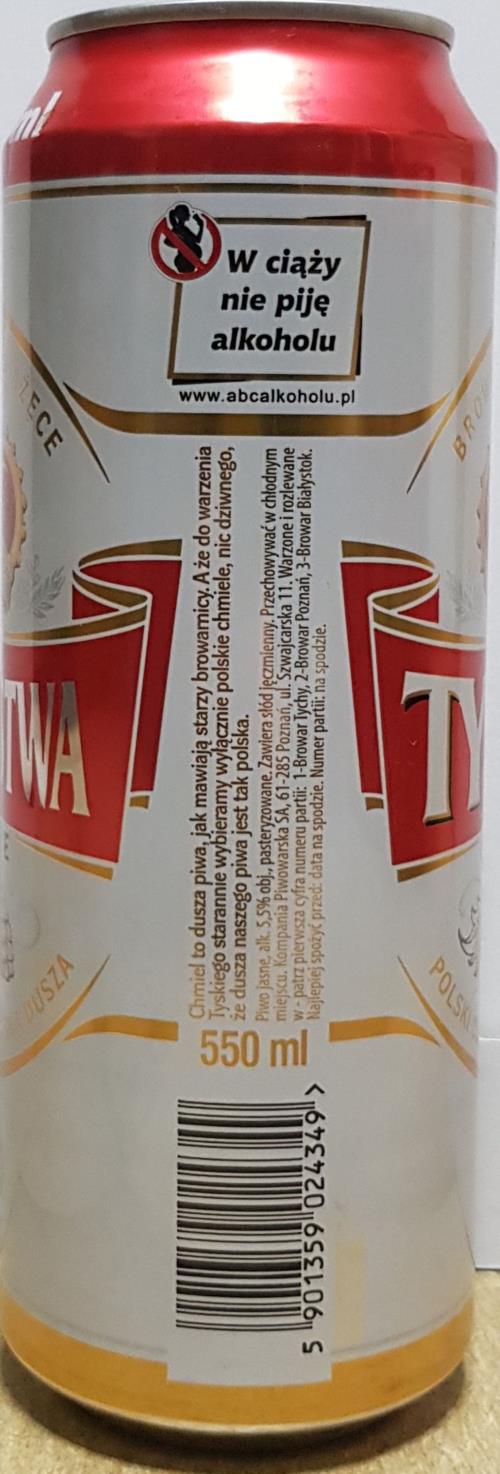 ml
W ciąży
nie piję
alkoholu
www.abcalkoholu.pl
TWA
TY
DUSZA
POLSK
Chmiel to dusza piwa, jak mawiają starzy browarnicy. A że do warzenia
Tyskiego starannie wybieramy wyłącznie polskie chmiele, nic dziwnego,
że dusza naszego piwa jest tak polska.
Piwo jasne, alk. 5,5% obj., pasteryzowane. Zawiera słód jęczmienny. Przechowywać w chłodnym
miejscu. Kompania Piwowarska SA, 61-285 Poznań, ul. Szwajcarska 11. Warzone i rozlewane
w - patrz pierwsza cyfra numeru partii: 1-Browar Tychy, 2-Browar Poznań, 3-Browar Białystok.
Najlepiej spożyć przed: data na spodzie. Numer partii: na spodzie.
550 ml
5 901359 024349 >